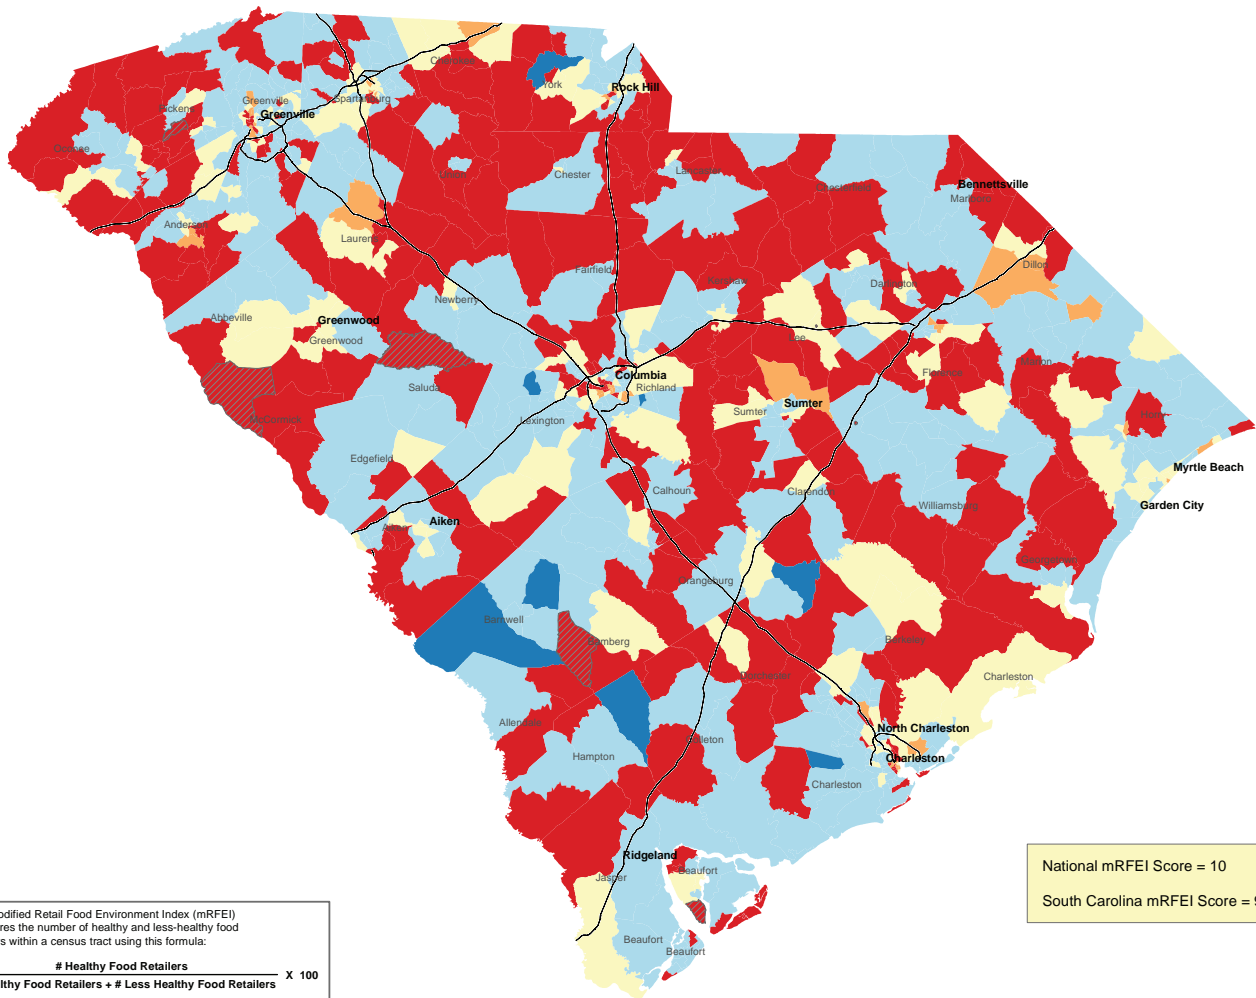 Cherokee
York
Rock Hill
Greenville
Spartanburg
Pickens
Greenville
Oconee
Union
Chester
Lancaster
Chesterfield
Bennettsville
Marlboro
Anderson
Laurens
Dillon
Fairfield
Kershaw
Darlington
Newberry
Abbeville
Greenwood
Greenwood
Lee
Florence
Marion
Columbia
Richland
Saluda
Sumter
Sumter
Horry
McCormick
Lexington
Edgefield
Myrtle Beach
Calhoun
Clarendon
Williamsburg
Garden City
Aiken
Aiken
Georgetown
Orangeburg
Barnwell
Bamberg
Berkeley
Dorchester
Charleston
Allendale
North Charleston
Colleton
Hampton
Charleston
Charleston
Ridgeland
Beaufort
Jasper
Beaufort
Beaufort
National mRFEI Score = 10
South Carolina mRFEI Score =
odified Retail Food Environment Index (mRFEI)
res the number of healthy and less-healthy food
s within a census tract using this formula:
# Healthy Food Retailers
X 100
lthy Food Retailers + # Less Healthy Food Retailers